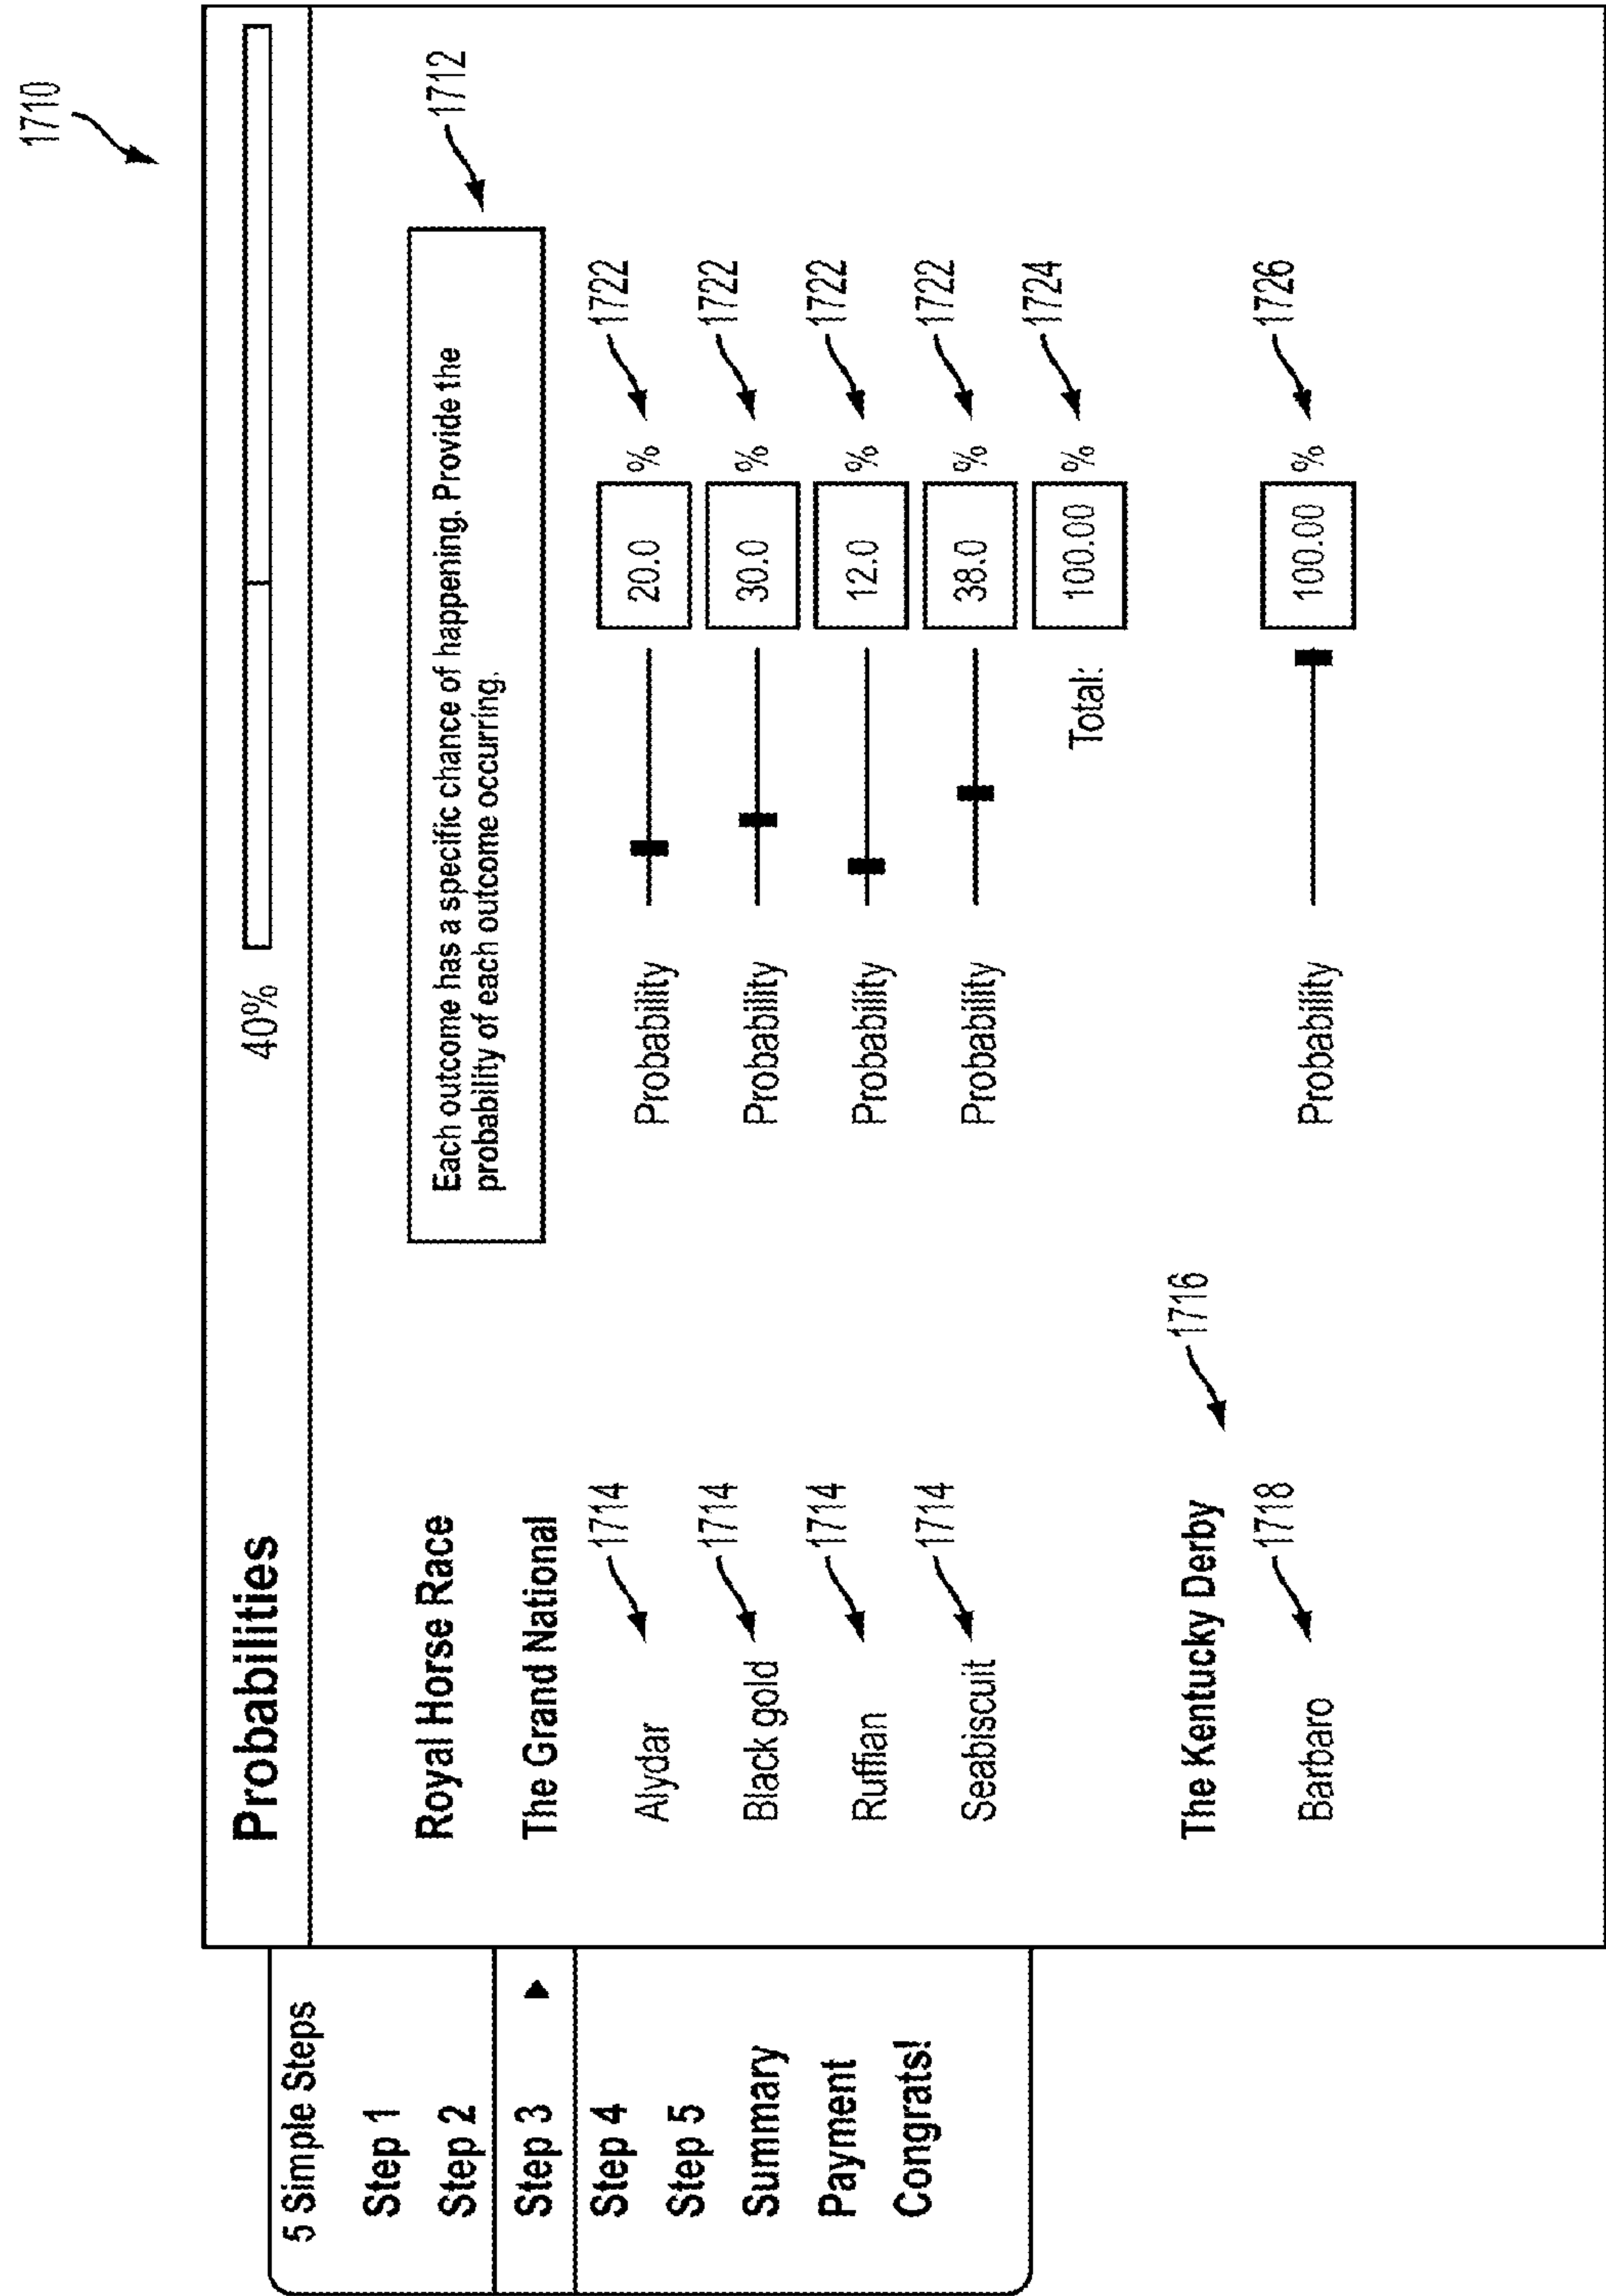 1710
5 Simple Steps
Step 1
Step 2
Step 3
Step 4
Step 5
Summary
Payment
Congrats!
Probabilities
40%
Royal Horse Race
Each outcome has a specific chance of happening. Provide the
probability of each outcome occurring.
1712
The Grand National
Alydar 1714 Probability 20.0 % 1722
Black gold 1714 Probability 30.0 % 1722
Ruffian 1714 Probability 12.0 % 1722
Seabiscuit 1714 Probability 38.0 % 1722
Total: 100.00 % 1724
The Kentucky Derby 1716
Barbaro 1718 Probability 100.00 % 1726